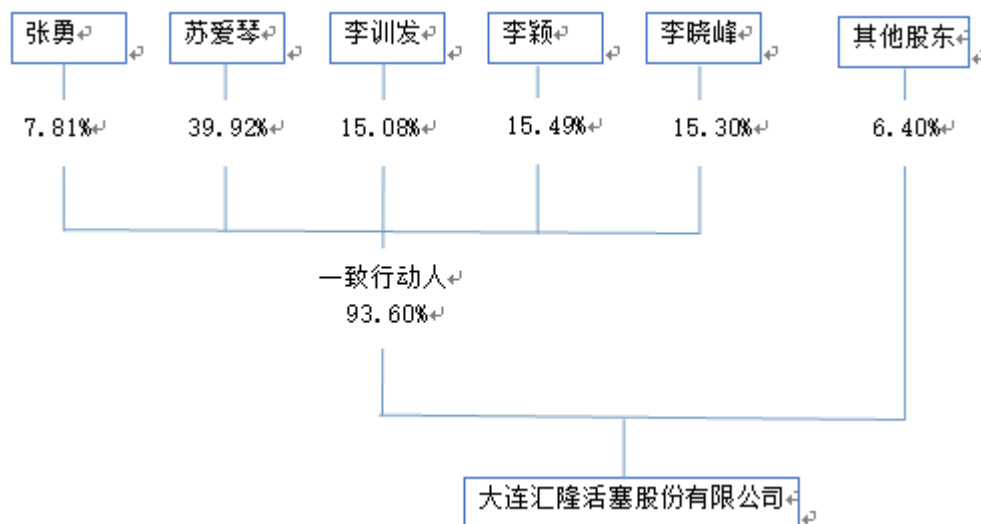 张勇 苏爱琴 李训发 李颖 李晓峰 其他股东
7.81% 39.92% 15.08% 15.49% 15.30% 6.40%
一致行动人
93.60%
大连汇隆活塞股份有限公司